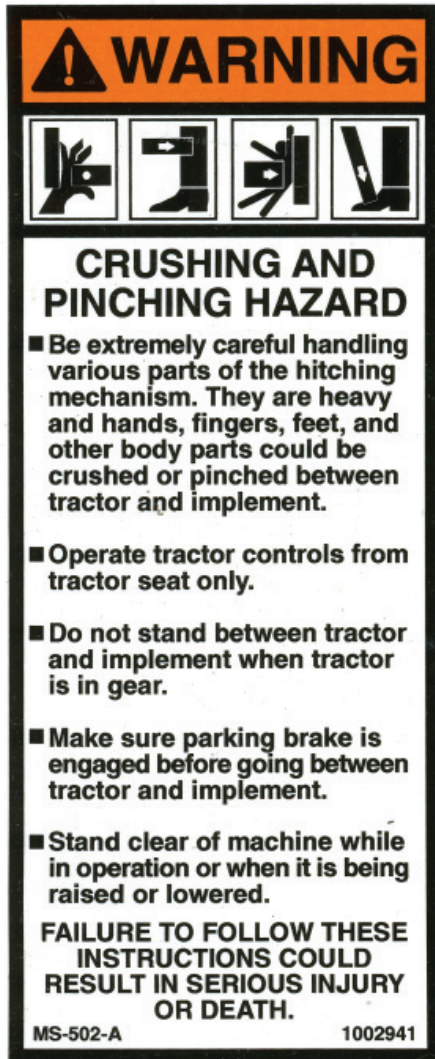 WARNING
CRUSHING AND
PINCHING HAZARD
■ Be extremely careful handling
various parts of the hitching
mechanism. They are heavy
and hands, fingers, feet, and
other body parts could be
crushed or pinched between
tractor and implement.
■ Operate tractor controls from
tractor seat only.
■ Do not stand between tractor
and implement when tractor
is in gear.
■ Make sure parking brake is
engaged before going between
tractor and implement.
■ Stand clear of machine while
in operation or when it is being
raised or lowered.
FAILURE TO FOLLOW THESE
INSTRUCTIONS COULD
RESULT IN SERIOUS INJURY
OR DEATH.
MS-502-A 1002941